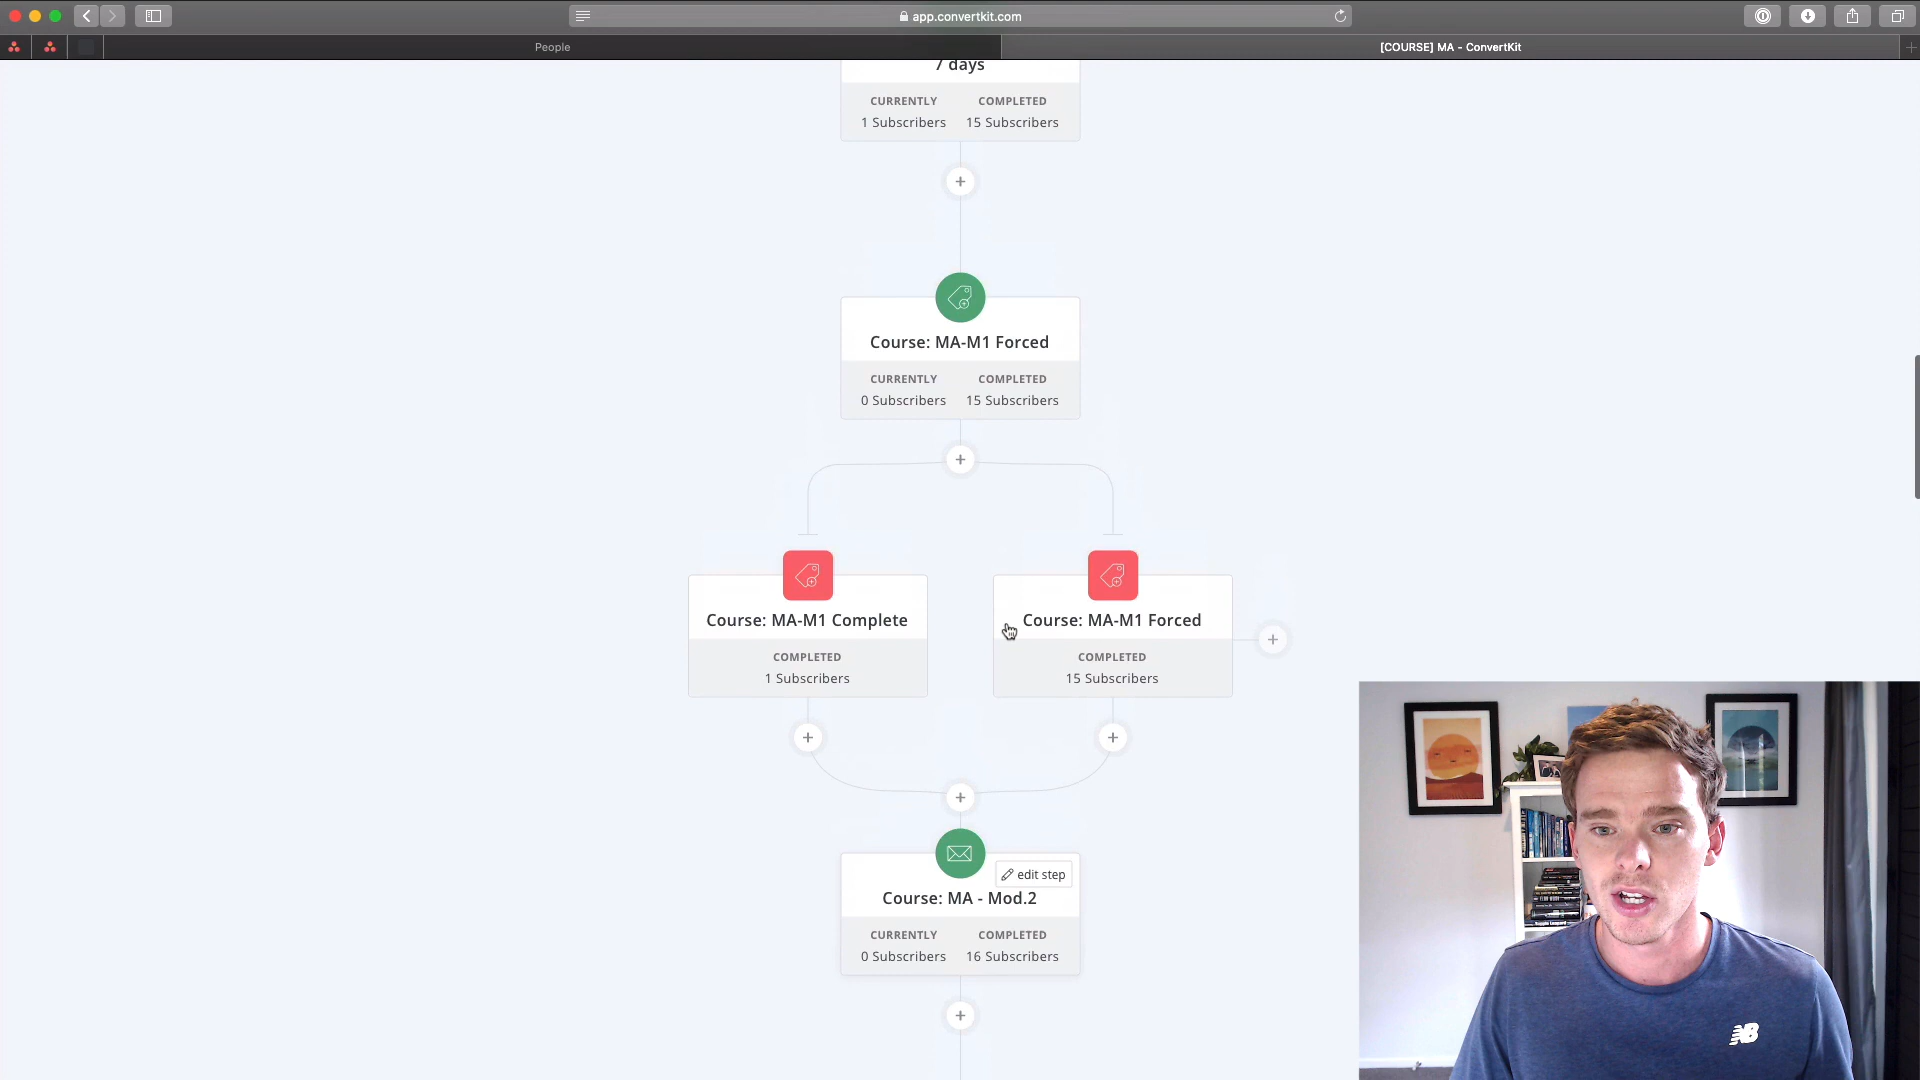 app.convertkit.com
People
[COURSE] MA - ConvertKit
7 days
CURRENTLY COMPLETED
1 Subscribers 15 Subscribers
+
Course: MA-M1 Forced
CURRENTLY COMPLETED
0 Subscribers 15 Subscribers
+
Course: MA-M1 Complete
COMPLETED
1 Subscribers
Course: MA-M1 Forced
COMPLETED
15 Subscribers
+
+
+
+
edit step
Course: MA - Mod.2
CURRENTLY COMPLETED
0 Subscribers 16 Subscribers
+
NB